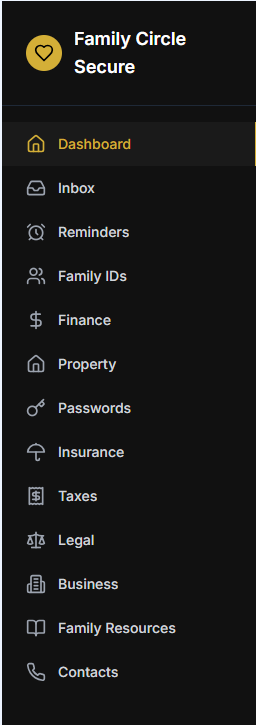 Family Circle
Secure
Dashboard
Inbox
Reminders
Family IDs
Finance
Property
Passwords
Insurance
Taxes
Legal
Business
Family Resources
Contacts